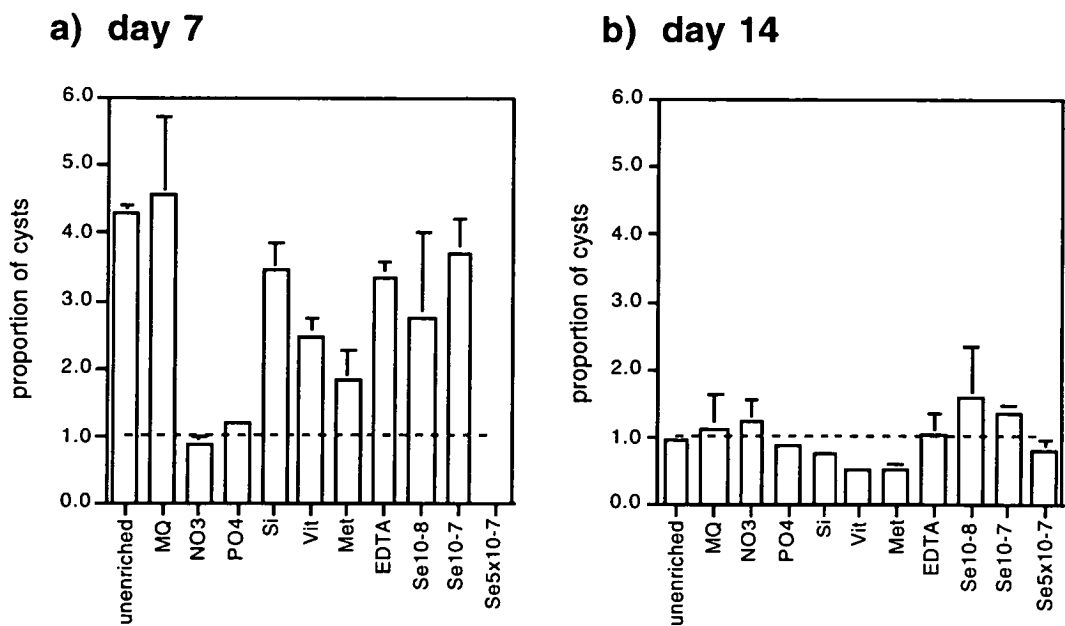 a) day 7
6.0
5.0
4.0
3.0
2.0
1.0
0.0
proportion of cysts
unenriched
MQ
NO3
PO4
Si
Vit
Met
EDTA
Se10-8
Se10-7
Se5x10-7
b) day 14
6.0
5.0
4.0
3.0
2.0
1.0
0.0
proportion of cysts
unenriched
MQ
NO3
PO4
Si
Vit
Met
EDTA
Se10-8
Se10-7
Se5x10-7